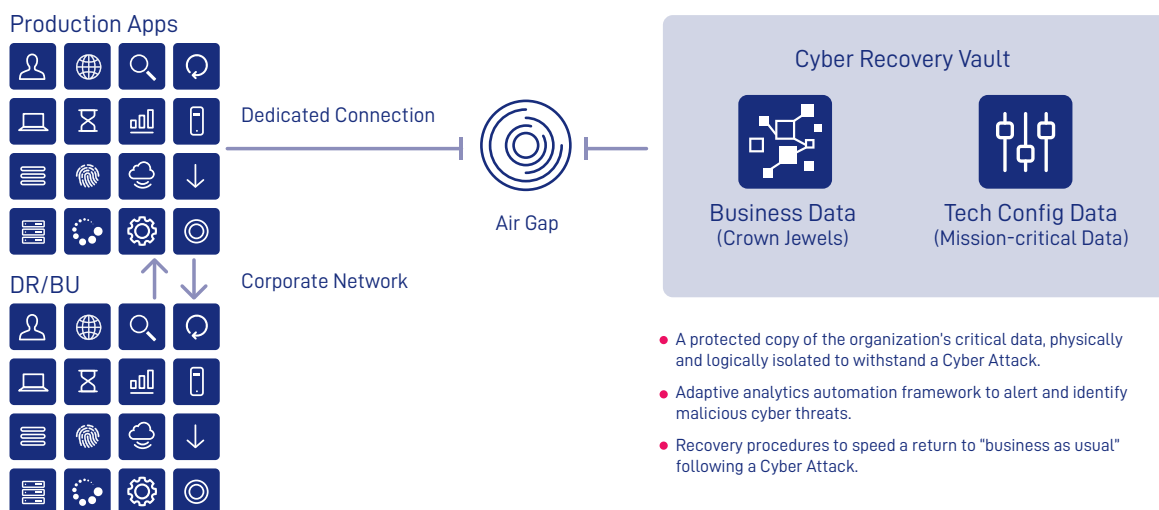 Production Apps
Dedicated Connection
Air Gap
Cyber Recovery Vault
Business Data
(Crown Jewels)
Tech Config Data
(Mission-critical Data)
DR/BU
Corporate Network
A protected copy of the organization's critical data, physically
and logically isolated to withstand a Cyber Attack.
Adaptive analytics automation framework to alert and identify
malicious cyber threats.
Recovery procedures to speed a return to "business as usual"
following a Cyber Attack.